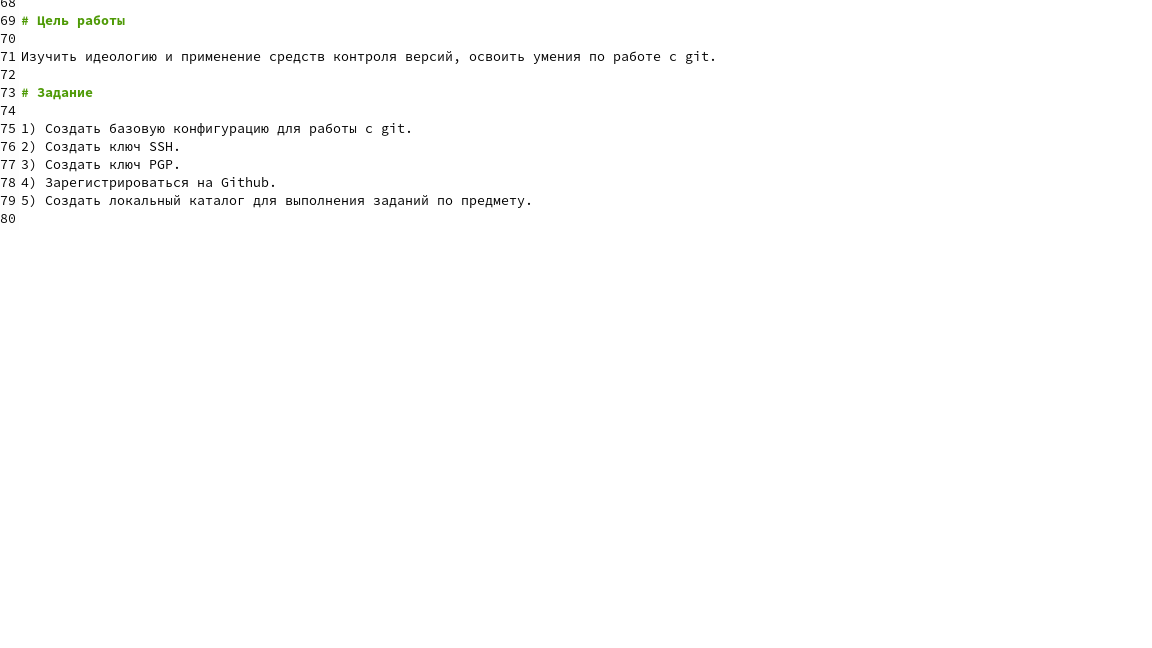 68
69 # Цель работы
70
71 Изучить идеологию и применение средств контроля версий, освоить умения по работе с git.
72
73 # Задание
74
75 1) Создать базовую конфигурацию для работы с git.
76 2) Создать ключ SSH.
77 3) Создать ключ PGP.
78 4) Зарегистрироваться на Github.
79 5) Создать локальный каталог для выполнения заданий по предмету.
80